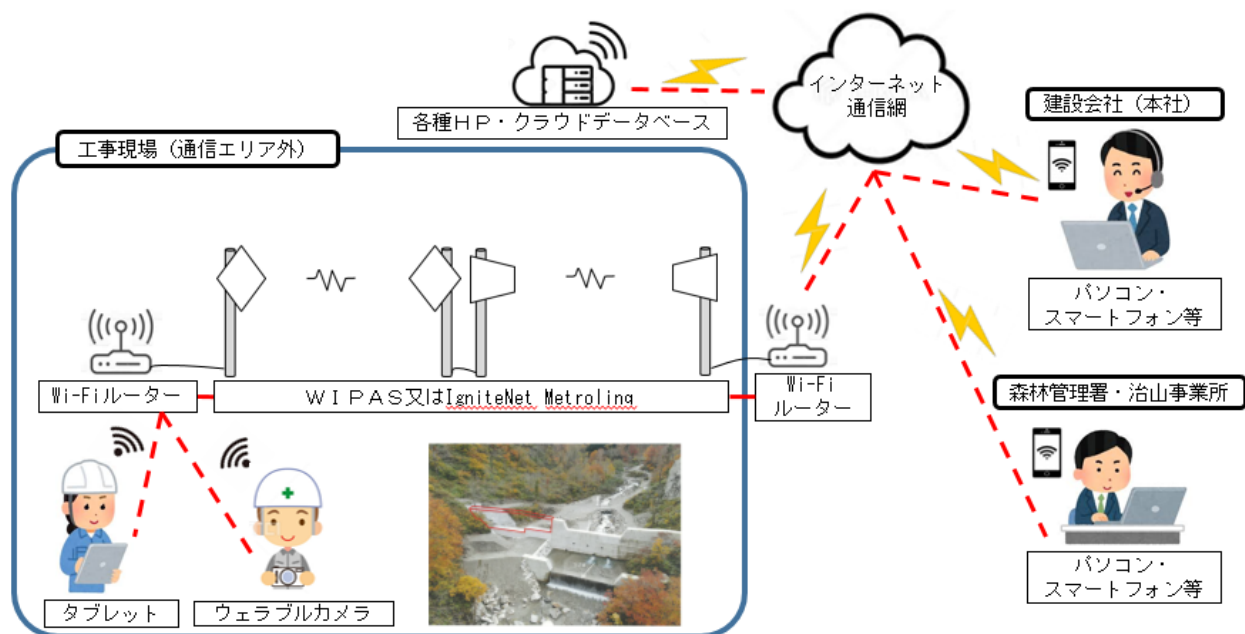 インターネット
通信網
各種ＨＰ・クラウドデータベース
建設会社（本社）
工事現場（通信エリア外）
パソコン・
スマートフォン等
Wi-Fiルーター
ＷＩＰＡＳ又はIgniteNet Metrolinq
Wi-Fi
ルーター
森林管理署・治山事業所
タブレット
ウェラブルカメラ
パソコン・
スマートフォン等